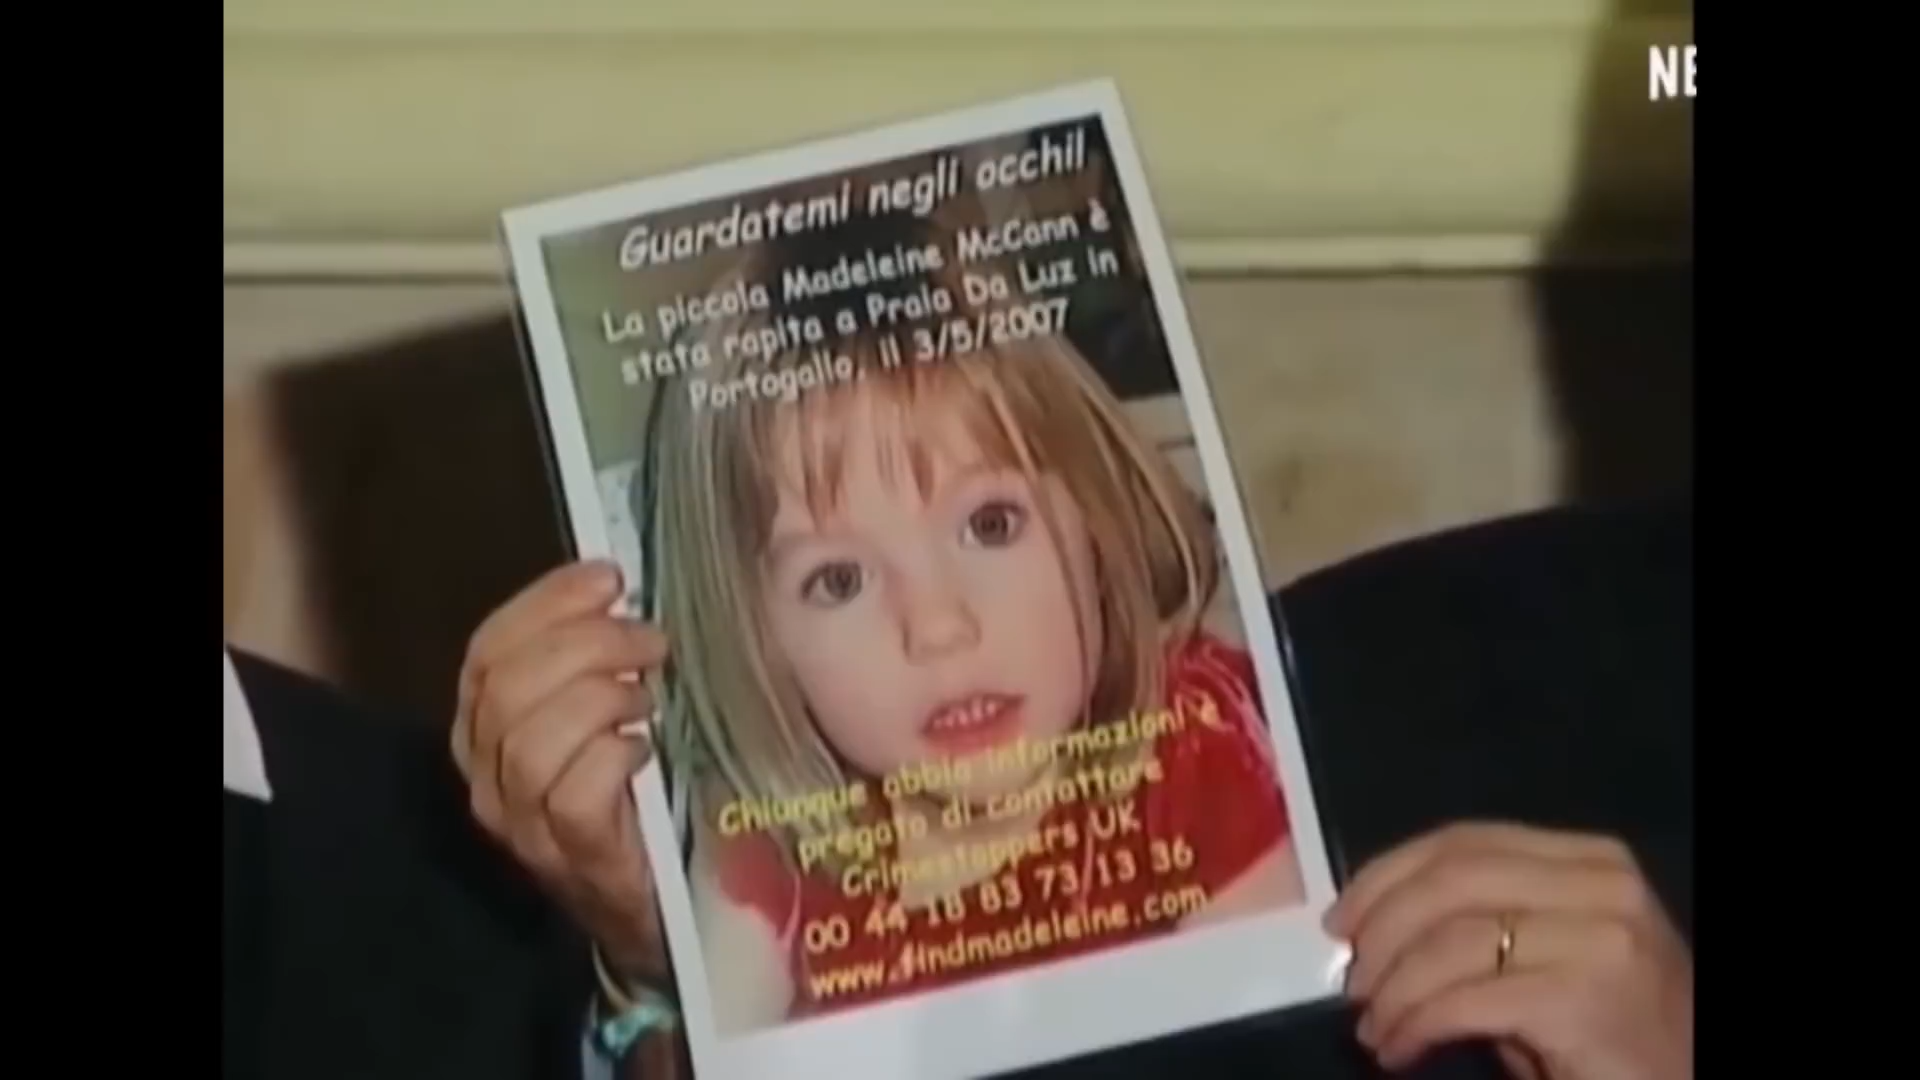 NE
Guardatemi negli occhi!
La piccola Madeleine McCann è
stata rapita a Praia Da Luz in
Portogallo, il 3/5/2007
Chiunque abbia informazioni è
pregato di contattare
Crimestoppers UK
00 44 18 83 73 13 36
www.findmadeleine.com